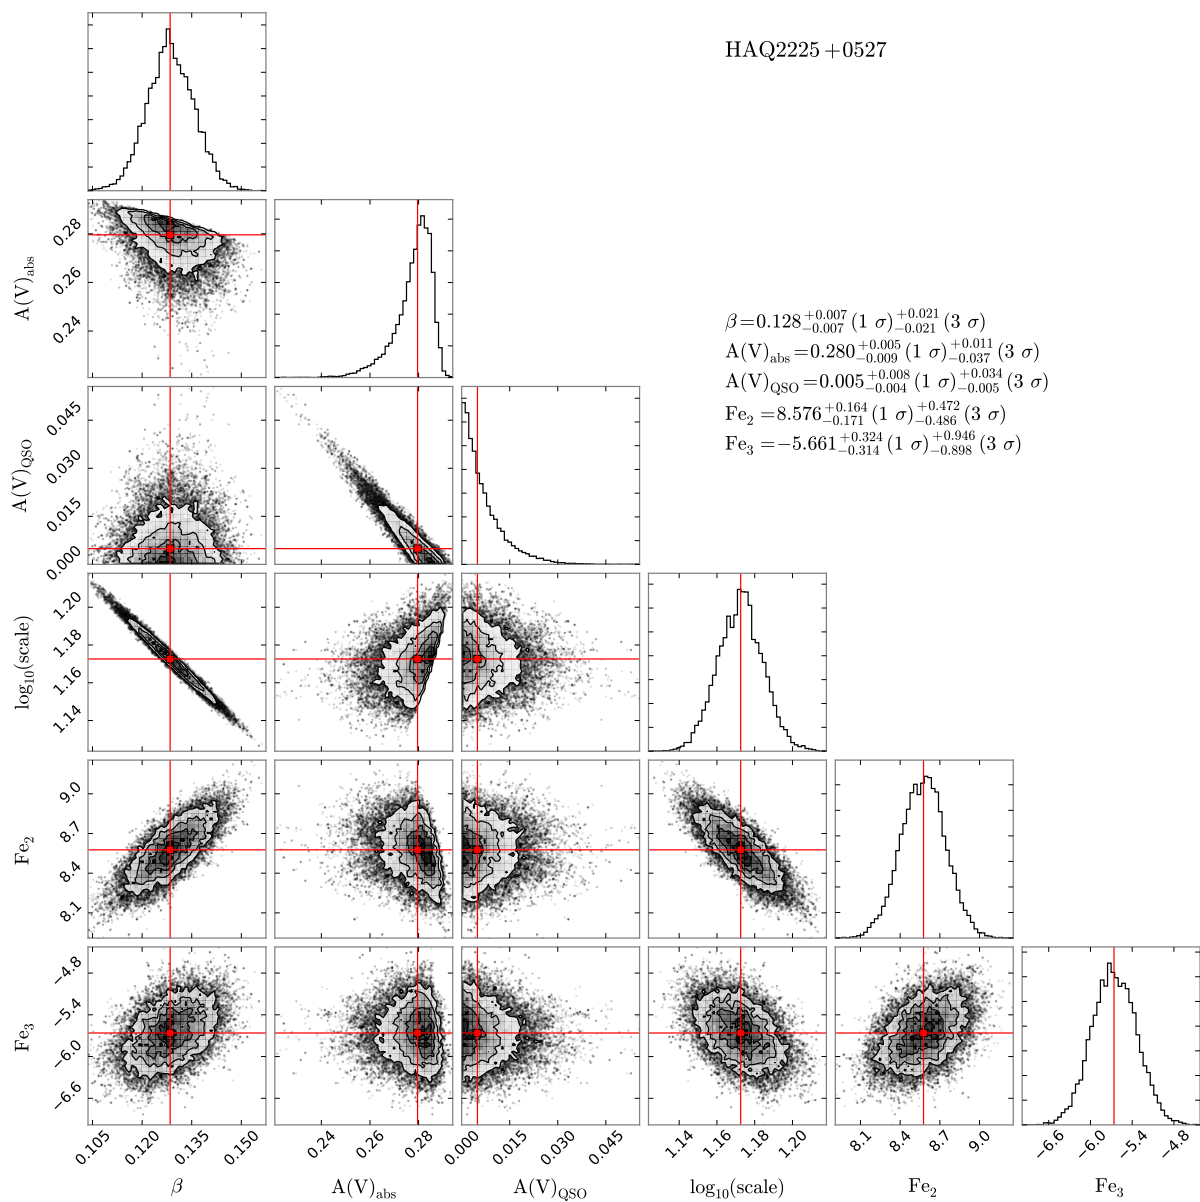 HAQ2225+0527
β=0.128 +0.007 −0.007 (1 σ) +0.021 −0.021 (3 σ)
A(V)abs=0.280 +0.005 −0.009 (1 σ) +0.011 −0.037 (3 σ)
A(V)QSO=0.005 +0.008 −0.004 (1 σ) +0.034 −0.005 (3 σ)
Fe2=8.576 +0.164 −0.171 (1 σ) +0.472 −0.486 (3 σ)
Fe3=−5.661 +0.324 −0.314 (1 σ) +0.946 −0.898 (3 σ)
A(V)abs
0.28
0.26
0.24
A(V)QSO
0.045
0.030
0.015
0.000
log10(scale)
1.20
1.18
1.16
1.14
Fe2
9.0
8.7
8.4
8.1
Fe3
−4.8
−5.4
−6.0
−6.6
0.105 0.120 0.135 0.150
0.24 0.26 0.28
0.000 0.015 0.030 0.045
1.14 1.16 1.18 1.20
8.1 8.4 8.7 9.0
−6.6 −6.0 −5.4 −4.8
β
A(V)abs
A(V)QSO
log10(scale)
Fe2
Fe3